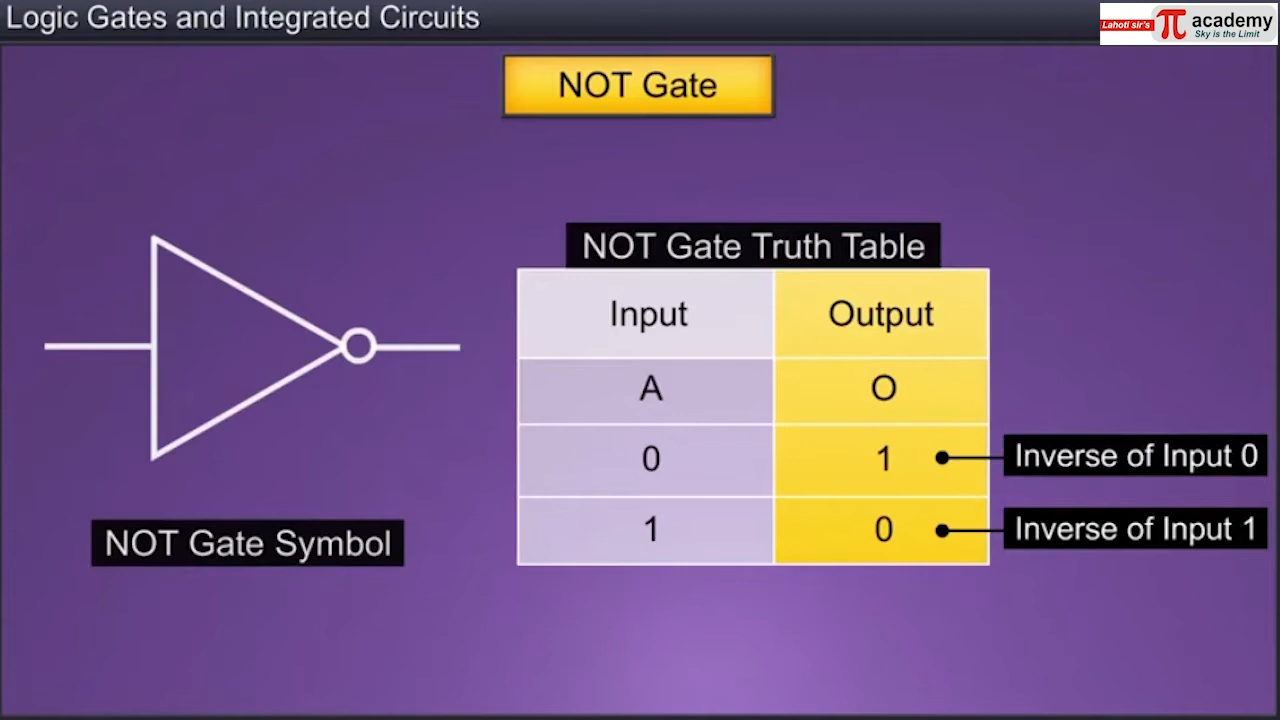 Logic Gates and Integrated Circuits
Lahoti sir's π academy
Sky is the Limit
NOT Gate
NOT Gate Truth Table
Input Output
A O
0 1 Inverse of Input 0
1 0 Inverse of Input 1
NOT Gate Symbol